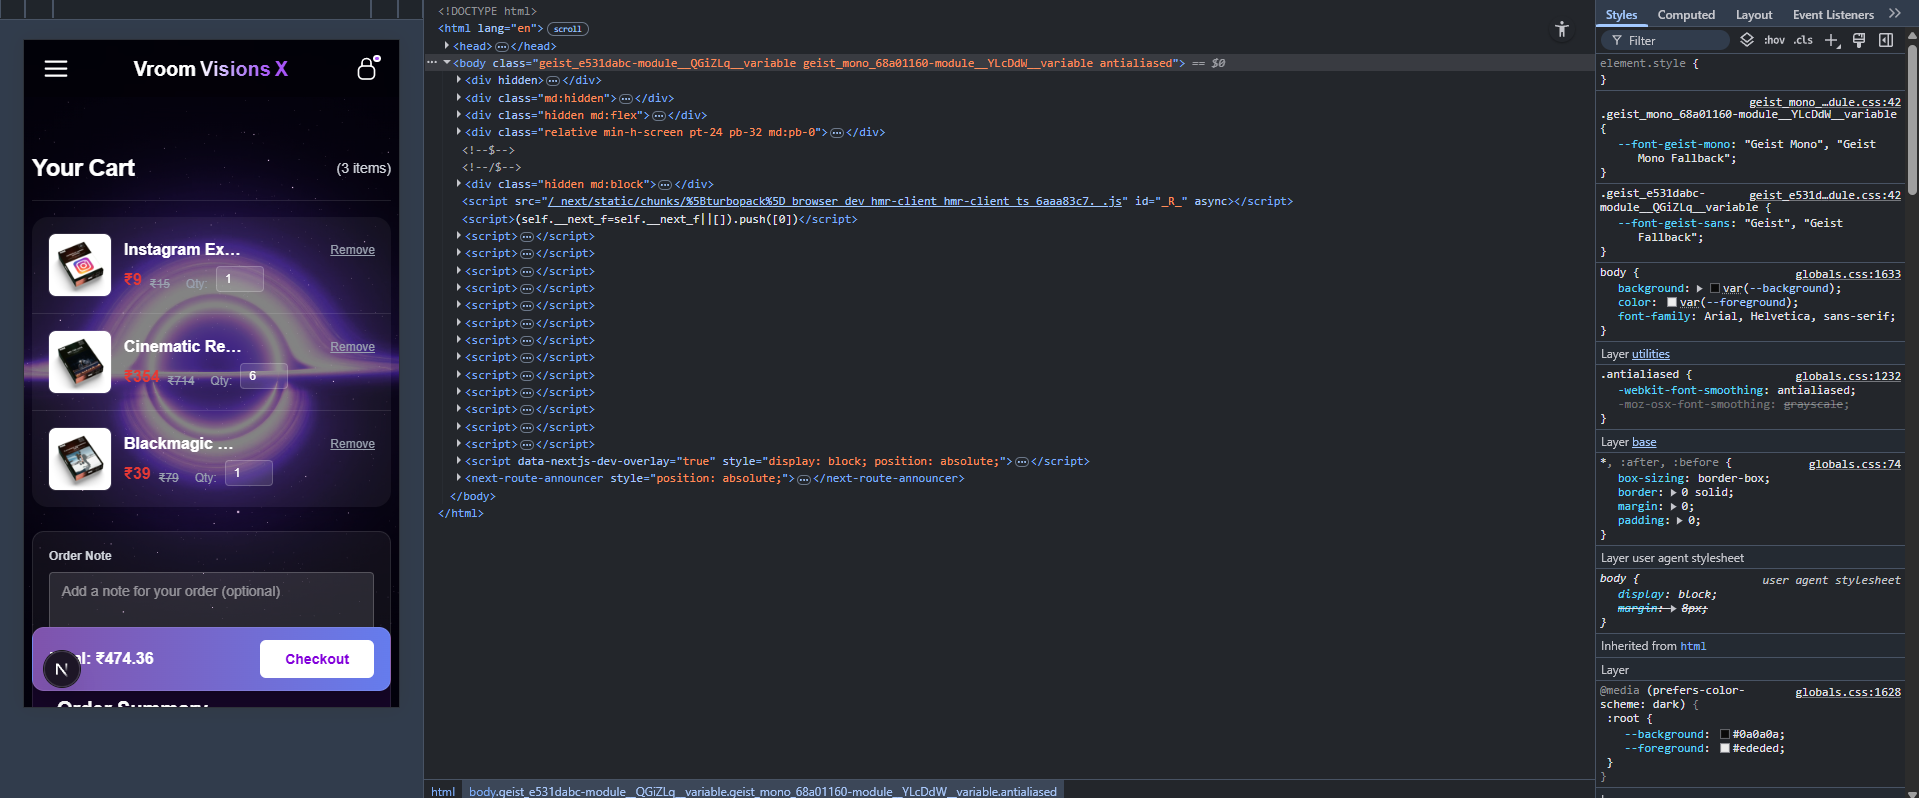 Vroom Visions X
Your Cart
(3 items)
Instagram Ex...
Remove
₹9 ₹15 Qty: 1
Cinematic Re...
Remove
₹354 ₹714 Qty: 6
Blackmagic ...
Remove
₹39 ₹79 Qty: 1
Order Note
Add a note for your order (optional)
al: ₹474.36
Checkout
N
Order Summary
<!DOCTYPE html>
<html lang="en"> scroll
<head> ··· </head>
··· <body class="geist_e531dabc-module__QGiZLq__variable geist_mono_68a01160-module__YLcDdW__variable antialiased"> == $0
<div hidden> ··· </div>
<div class="md:hidden"> ··· </div>
<div class="hidden md:flex"> ··· </div>
<div class="relative min-h-screen pt-24 pb-32 md:pb-0"> ··· </div>
<!--$-->
<!--/$-->
<div class="hidden md:block"> ··· </div>
<script src="/_next/static/chunks/%5Bturbopack%5D_browser_dev_hmr-client_hmr-client_ts_6aaa83c7._.js" id="_R_" async></script>
<script>(self.__next_f=self.__next_f||[]).push([0])</script>
<script> ··· </script>
<script> ··· </script>
<script> ··· </script>
<script> ··· </script>
<script> ··· </script>
<script> ··· </script>
<script> ··· </script>
<script> ··· </script>
<script> ··· </script>
<script> ··· </script>
<script> ··· </script>
<script> ··· </script>
<script> ··· </script>
<script data-nextjs-dev-overlay="true" style="display: block; position: absolute;"> ··· </script>
<next-route-announcer style="position: absolute;"> ··· </next-route-announcer>
</body>
</html>
html body.geist_e531dabc-module__QGiZLq__variable.geist_mono_68a01160-module__YLcDdW__variable.antialiased
Styles Computed Layout Event Listeners
Filter :hov .cls
element.style {
}
geist_mono_…dule.css:42
.geist_mono_68a01160-module__YLcDdW__variable
{
--font-geist-mono: "Geist Mono", "Geist
Mono Fallback";
}
.geist_e531dabc- geist_e531d…dule.css:42
module__QGiZLq__variable {
--font-geist-sans: "Geist", "Geist
Fallback";
}
body { globals.css:1633
background: var(--background);
color: var(--foreground);
font-family: Arial, Helvetica, sans-serif;
}
Layer utilities
.antialiased { globals.css:1232
-webkit-font-smoothing: antialiased;
-moz-osx-font-smoothing: grayscale;
}
Layer base
*, :after, :before { globals.css:74
box-sizing: border-box;
border: 0 solid;
margin: 0;
padding: 0;
}
Layer user agent stylesheet
body { user agent stylesheet
display: block;
margin: 8px;
}
Inherited from html
Layer
@media (prefers-color- globals.css:1628
scheme: dark) {
:root {
--background: #0a0a0a;
--foreground: #ededed;
}
}